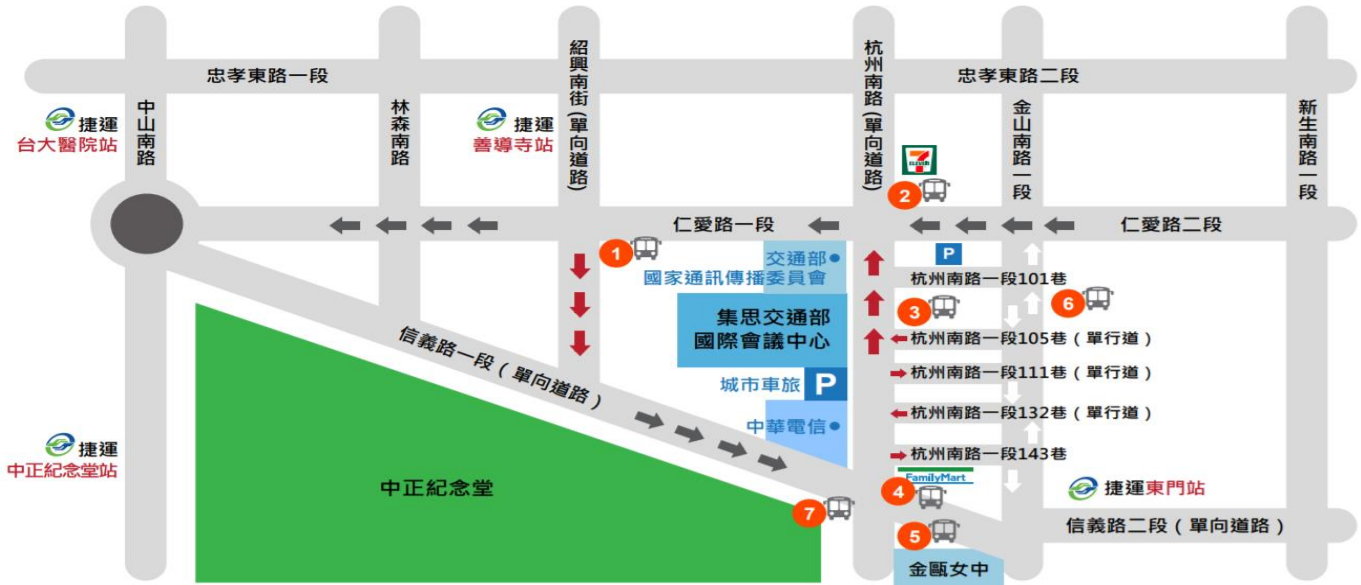 忠孝東路一段
忠孝東路二段
中山南路
林森南路
紹興南街(單向道路)
杭州南路(單向道路)
金山南路一段
新生南路一段
捷運
台大醫院站
捷運
善導寺站
7
ELEVEN
2
仁愛路一段
仁愛路二段
1
交通部
國家通訊傳播委員會
P
杭州南路一段101巷
3
6
集思交通部
國際會議中心
杭州南路一段105巷(單行道)
信義路一段(單向道路)
城市車旅
P
杭州南路一段111巷(單行道)
中華電信
杭州南路一段132巷(單行道)
捷運
中正紀念堂站
杭州南路一段143巷
FamilyMart
中正紀念堂
4
捷運東門站
7
5
信義路二段(單向道路)
金甌女中